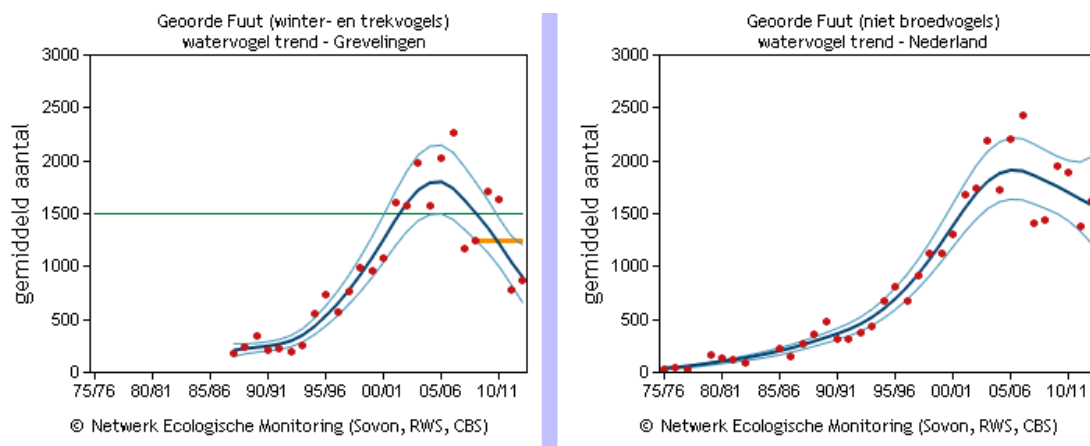 Geoorde Fuut (winter- en trekvogels)
watervogel trend - Grevelingen
gemiddeld aantal
3000
2500
2000
1500
1000
500
0
75/76 80/81 85/86 90/91 95/96 00/01 05/06 10/11
© Netwerk Ecologische Monitoring (Sovon, RWS, CBS)
Geoorde Fuut (niet broedvogels)
watervogel trend - Nederland
gemiddeld aantal
3000
2500
2000
1500
1000
500
0
75/76 80/81 85/86 90/91 95/96 00/01 05/06 10/11
© Netwerk Ecologische Monitoring (Sovon, RWS, CBS)